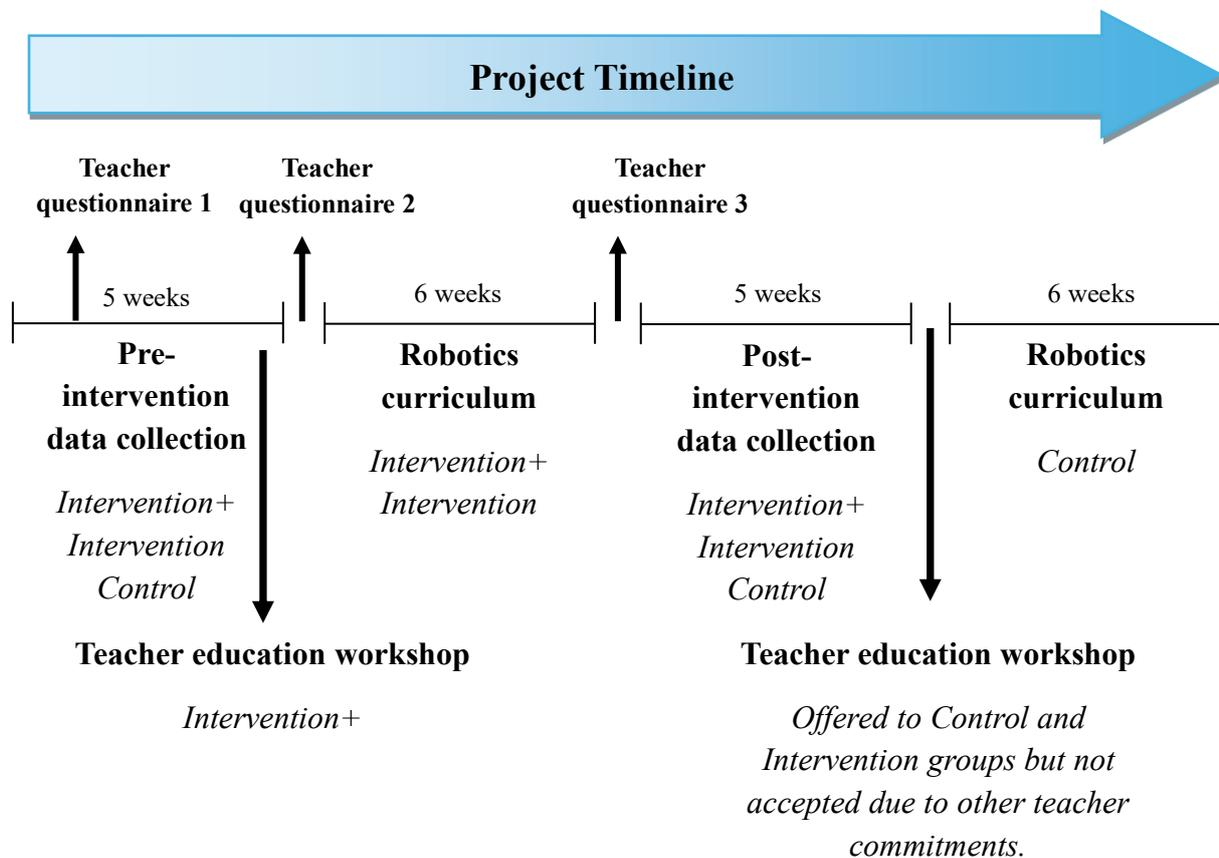 Project Timeline
Teacher
questionnaire 1
Teacher
questionnaire 2
Teacher
questionnaire 3
5 weeks
6 weeks
5 weeks
6 weeks
Pre-
intervention
data collection
Intervention+
Intervention
Control
Robotics
curriculum
Intervention+
Intervention
Post-
intervention
data collection
Intervention+
Intervention
Control
Robotics
curriculum
Control
Teacher education workshop
Intervention+
Teacher education workshop
Offered to Control and
Intervention groups but not
accepted due to other teacher
commitments.